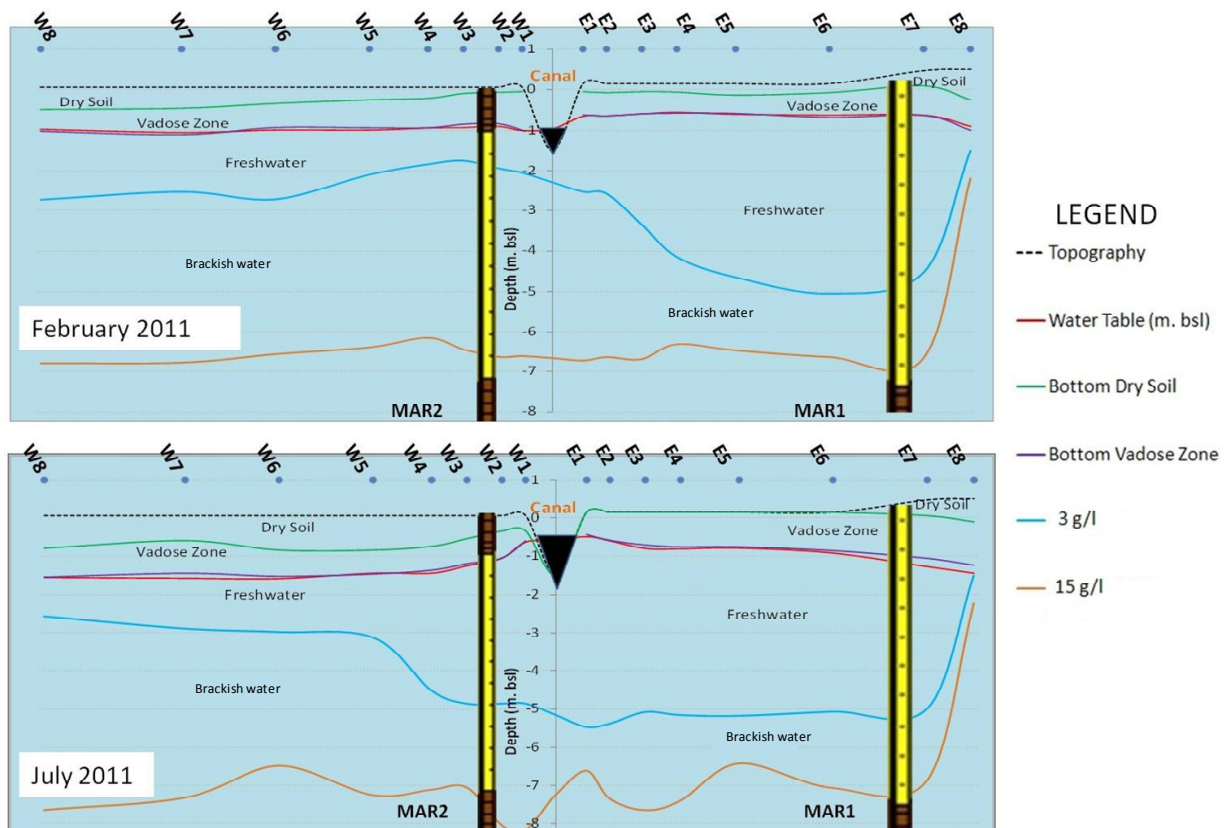 W8 W7 W6 W5 W4 W3 W2 W1 E1 E2 E3 E4 E5 E6 E7 E8
1
Canal
0
Dry Soil
Dry Soil
Vadose Zone
Vadose Zone
-1
Freshwater
-2
-3
Freshwater
-4
Brackish water
-5
Brackish water
-6
-7
-8
Depth (m. bsl)
February 2011
MAR2
MAR1
W8 W7 W6 W5 W4 W3 W2 W1 E1 E2 E3 E4 E5 E6 E7 E8
1
Canal
0
Dry Soil
Dry Soil
Vadose Zone
Vadose Zone
-1
Freshwater
-2
Freshwater
-3
-4
Brackish water
-5
Brackish water
-6
-7
-8
Depth (m. bsl)
July 2011
MAR2
MAR1
LEGEND
Topography
Water Table (m. bsl)
Bottom Dry Soil
Bottom Vadose Zone
3 g/l
15 g/l